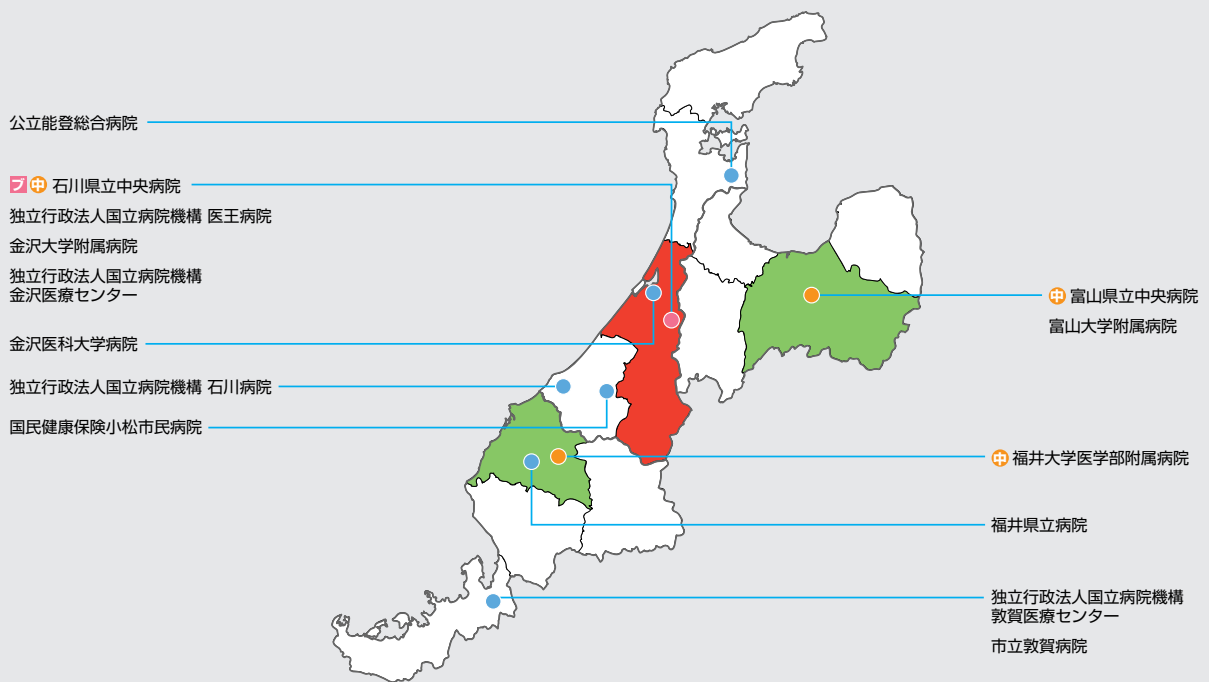 公立能登総合病院
ブ 中 石川県立中央病院
独立行政法人国立病院機構 医王病院
金沢大学附属病院
独立行政法人国立病院機構
金沢医療センター
金沢医科大学病院
独立行政法人国立病院機構 石川病院
国民健康保険小松市民病院
中 富山県立中央病院
富山大学附属病院
中 福井大学医学部附属病院
福井県立病院
独立行政法人国立病院機構
敦賀医療センター
市立敦賀病院